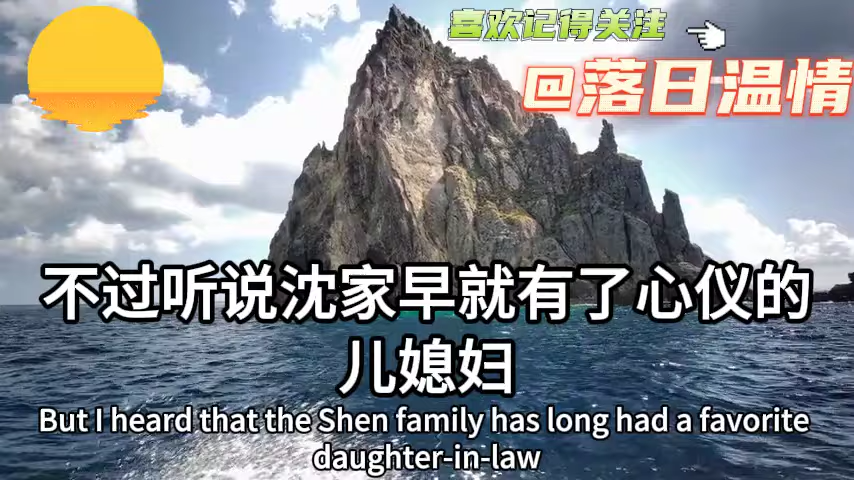 喜欢记得关注
@落日温情
不过听说沈家早就有了心仪的
儿媳妇
But I heard that the Shen family has long had a favorite
daughter-in-law